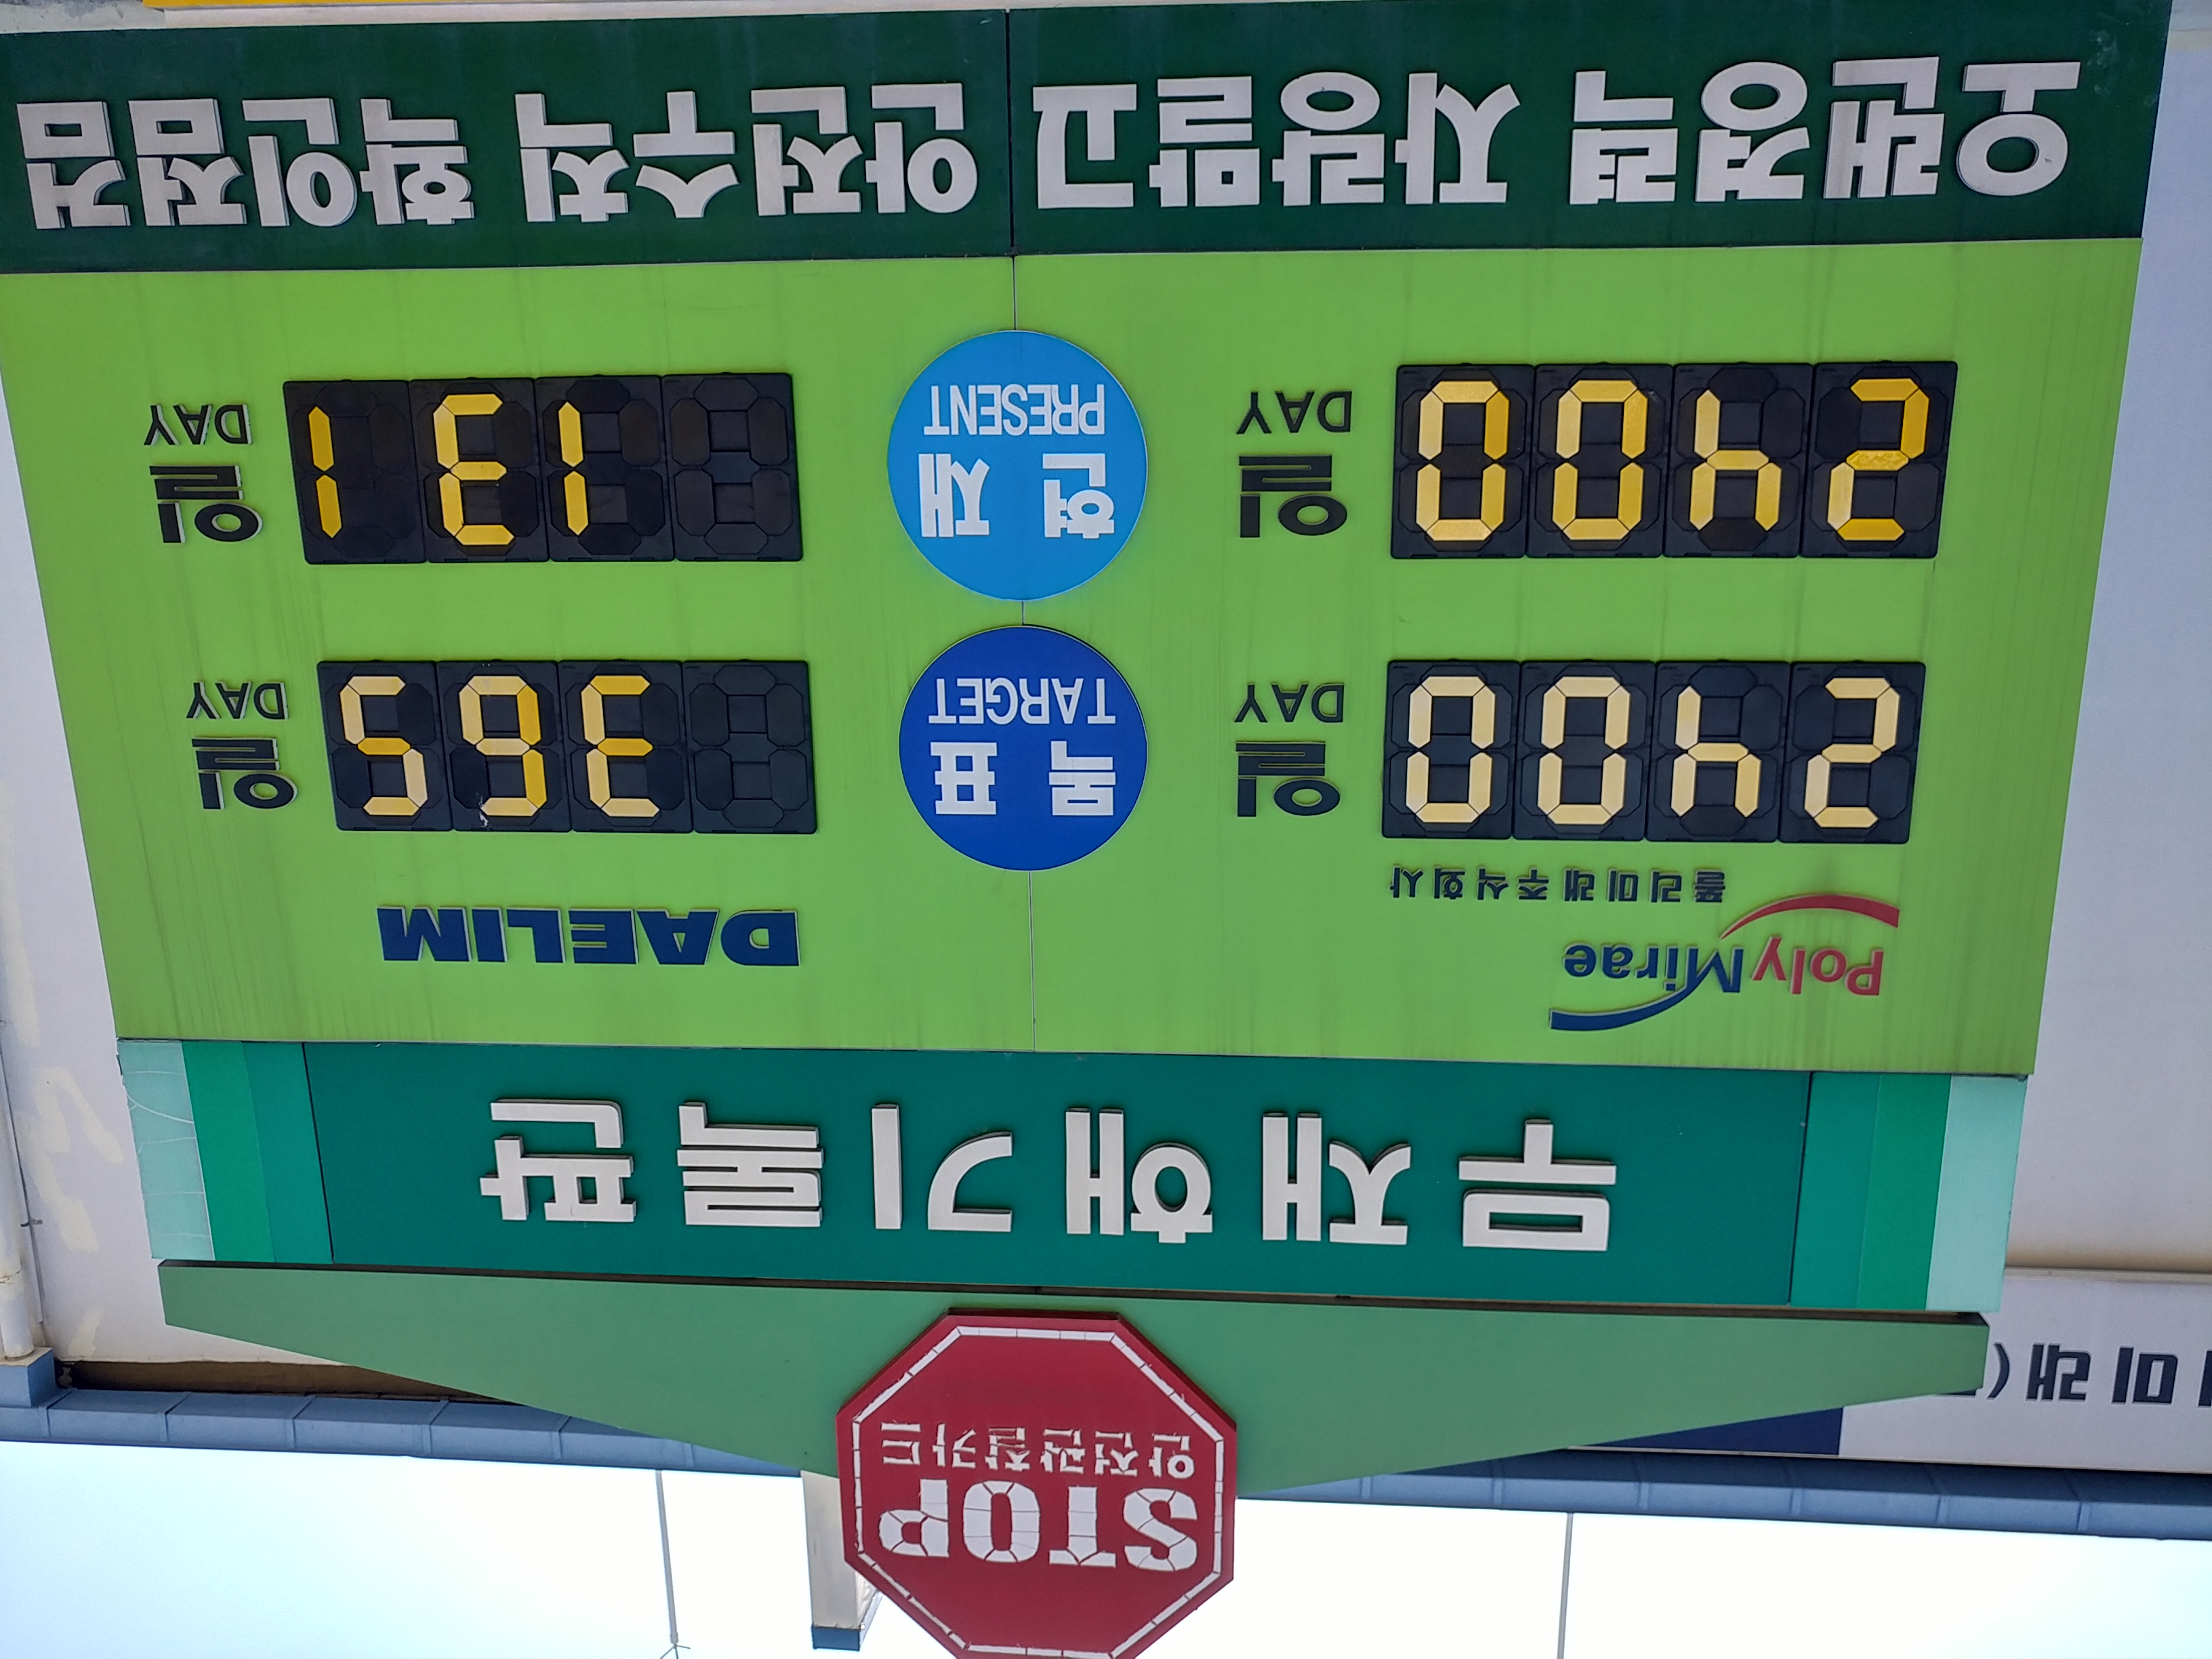 STOP
안전관찰카드
미래(
무재해기록판
PolyMirae
폴리미래주식회사
DAELIM
2400 일 DAY
목표 TARGET
365 일 DAY
2400 일 DAY
현재 PRESENT
131 일 DAY
오랜경력 자랑말고 안전수칙 확인점검